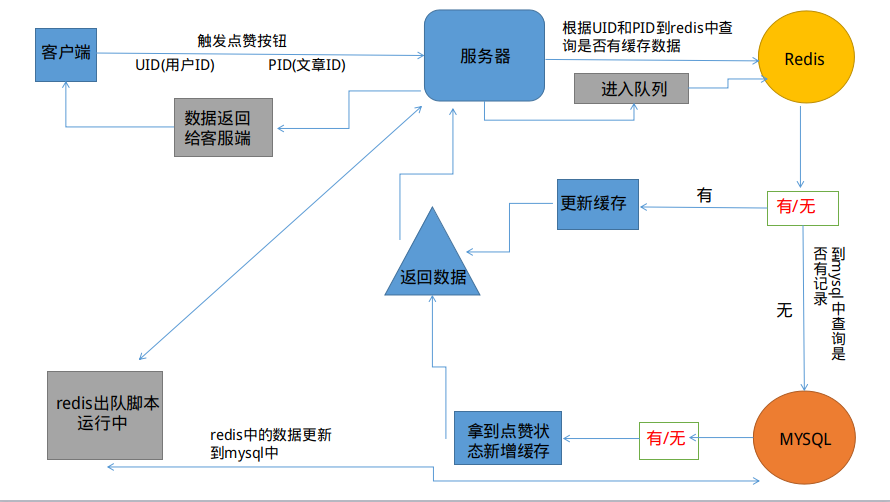 客户端
触发点赞按钮
UID(用户ID)
PID(文章ID)
服务器
根据UID和PID到redis中查
询是否有缓存数据
Redis
进入队列
数据返回
给客服端
更新缓存
有
有/无
到mysql中查询是
否有记录
无
返回数据
redis出队脚本
运行中
redis中的数据更新
到mysql中
拿到点赞状
态新增缓存
有/无
MYSQL